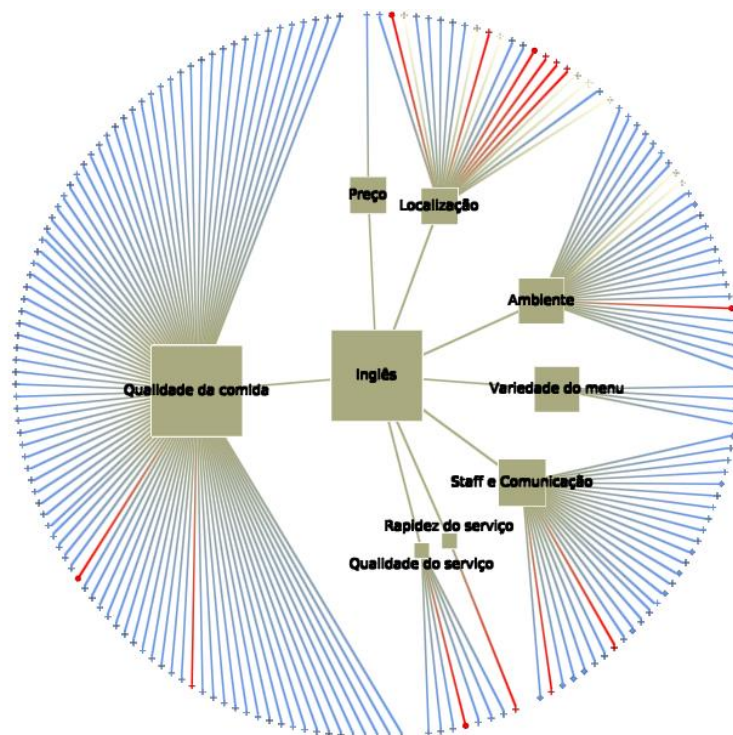 Preço
Localização
Ambiente
Inglês
Qualidade da comida
Variedade do menu
Staff e Comunicação
Rapidez do serviço
Qualidade do serviço